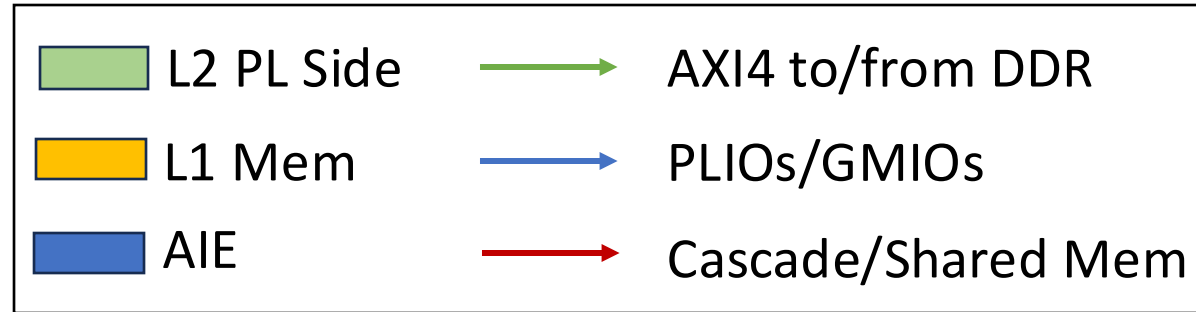 L2 PL Side AXI4 to/from DDR
L1 Mem PLIOs/GMIOs
AIE Cascade/Shared Mem